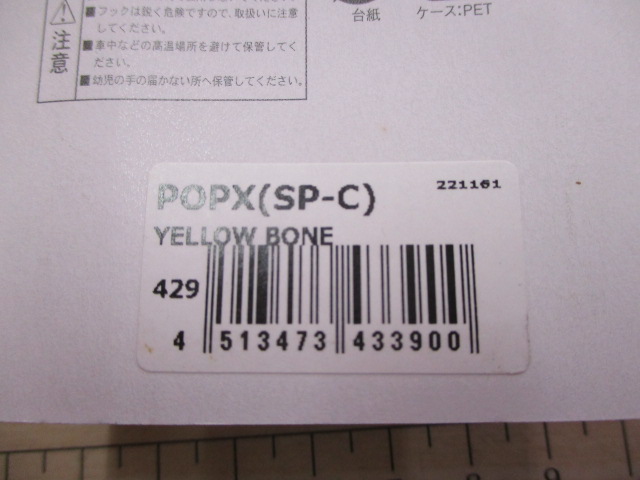 ■フックは鋭く危険ですので、取扱いに注意
してください。
■車中などの高温場所を避けて保管してく
ださい。
■幼児の手の届かない所へ保管してください。
注意
台紙
ケース:PET
POPX(SP-C)
221161
YELLOW BONE
429
4 513473 433900
8
9